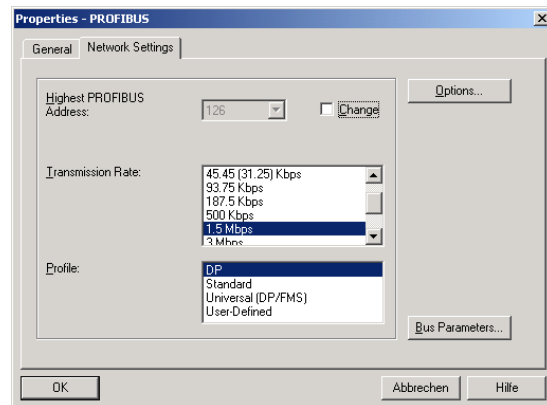 Properties - PROFIBUS
General Network Settings
Highest PROFIBUS
Address:
126
Change
Options...
Transmission Rate:
45.45 (31.25) Kbps
93.75 Kbps
187.5 Kbps
500 Kbps
1.5 Mbps
3 Mbps
Profile:
DP
Standard
Universal (DP/FMS)
User-Defined
Bus Parameters...
OK Abbrechen Hilfe